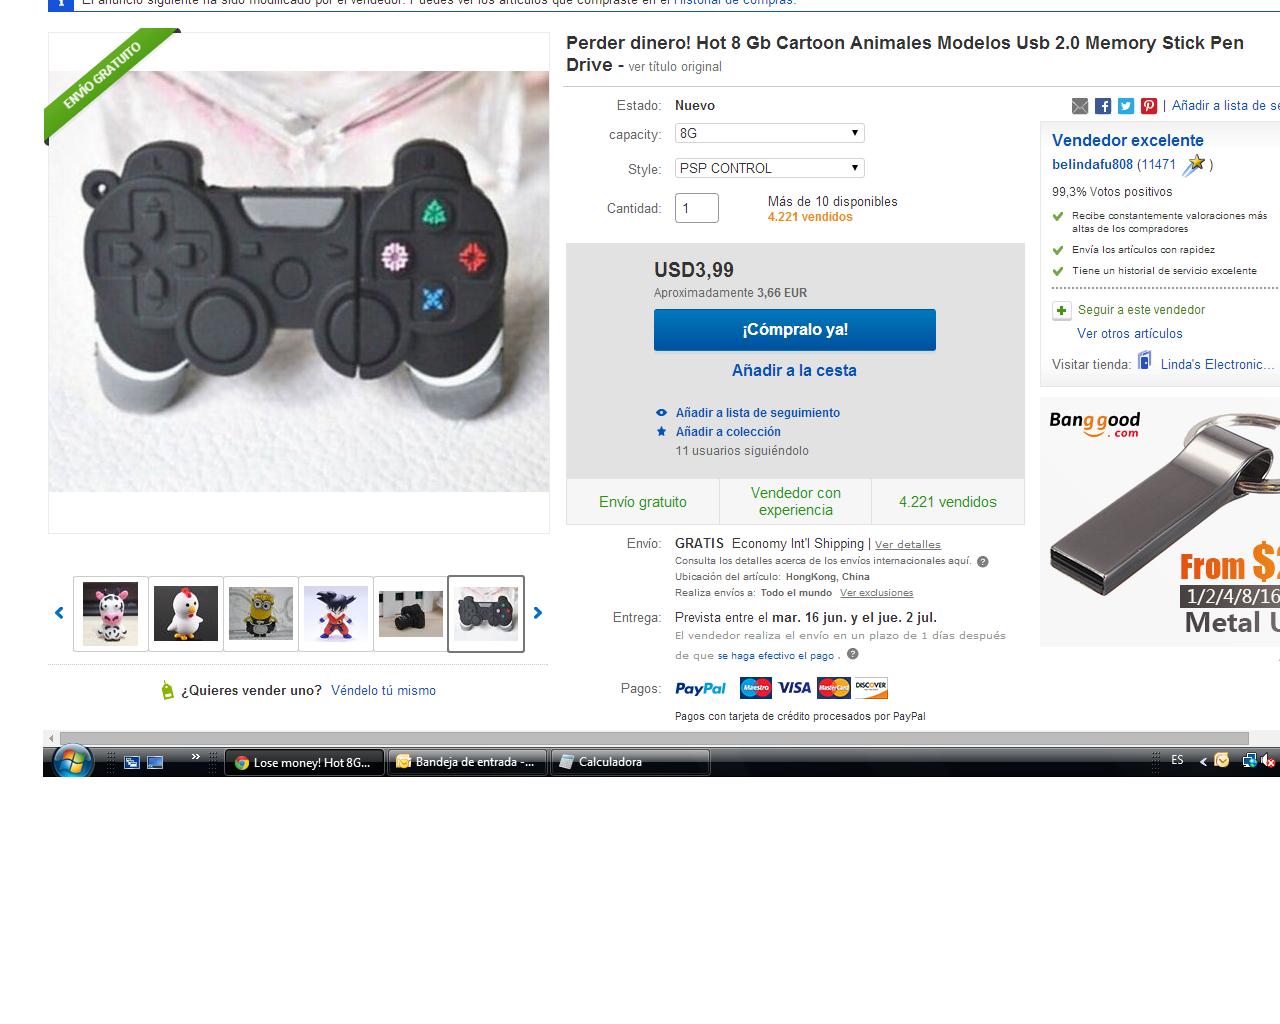 El anuncio siguiente ha sido modificado por el vendedor. Puedes ver los artículos que compraste en el Historial de compras.
ENVÍO GRATUITO
Perder dinero! Hot 8 Gb Cartoon Animales Modelos Usb 2.0 Memory Stick Pen
Drive - ver título original
Estado: Nuevo
capacity: 8G
Style: PSP CONTROL
Cantidad: 1
Más de 10 disponibles
4.221 vendidos
USD3,99
Aproximadamente 3,66 EUR
¡Cómpralo ya!
Añadir a la cesta
Añadir a lista de seguimiento
Añadir a colección
11 usuarios siguiéndolo
Envío gratuito
Vendedor con
experiencia
4.221 vendidos
Envío: GRATIS Economy Int'l Shipping | Ver detalles
Consulta los detalles acerca de los envíos internacionales aquí.
Ubicación del artículo: HongKong, China
Realiza envíos a: Todo el mundo Ver exclusiones
Entrega: Prevista entre el mar. 16 jun. y el jue. 2 jul.
El vendedor realiza el envío en un plazo de 1 días después
de que se haga efectivo el pago .
Pagos: PayPal Maestro VISA MasterCard DISCOVER
Pagos con tarjeta de crédito procesados por PayPal
| Añadir a lista de se
Vendedor excelente
belindafu808 (11471 )
99,3% Votos positivos
Recibe constantemente valoraciones más
altas de los compradores
Envía los artículos con rapidez
Tiene un historial de servicio excelente
Seguir a este vendedor
Ver otros artículos
Visitar tienda: Linda's Electronic...
Banggood
.com
From $
1/2/4/8/16
Metal U
¿Quieres vender uno? Véndelo tú mismo
Lose money! Hot 8G...
Bandeja de entrada -...
Calculadora
ES